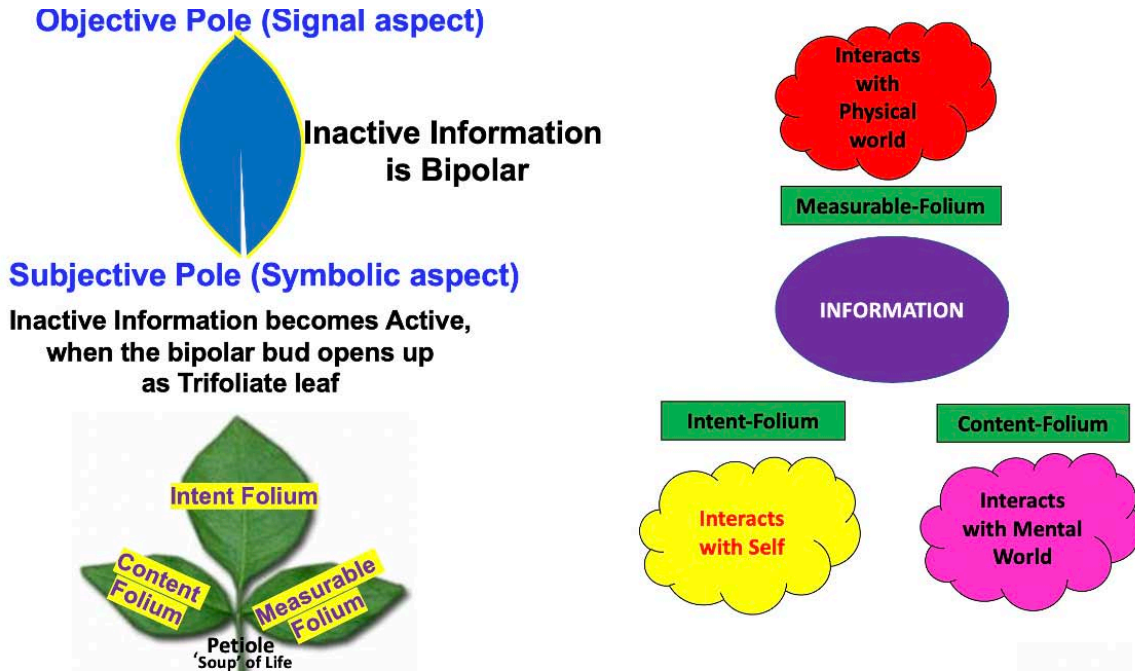 Objective Pole (Signal aspect)
Inactive Information
is Bipolar
Subjective Pole (Symbolic aspect)
Inactive Information becomes Active,
when the bipolar bud opens up
as Trifoliate leaf
Intent Folium
Content
Folium
Measurable
Folium
Petiole
'Soup' of Life
Interacts
with
Physical
world
Measurable-Folium
INFORMATION
Intent-Folium
Content-Folium
Interacts
with Self
Interacts
with Mental
World